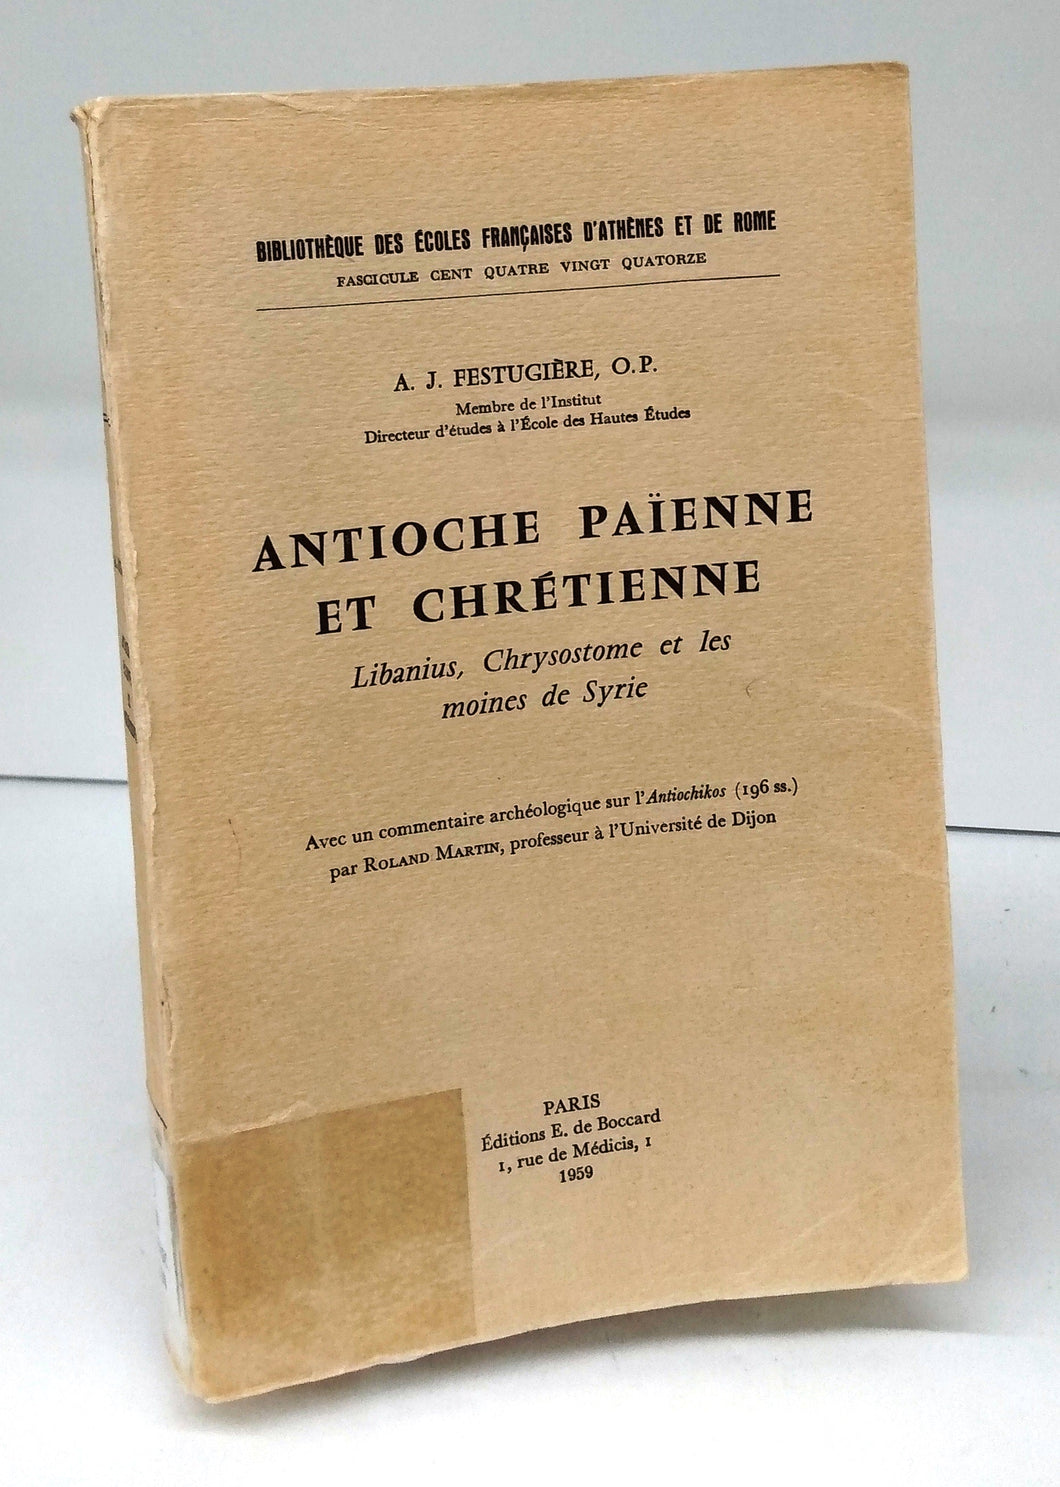 BIBLIOTHÈQUE DES ÉCOLES FRANÇAISES D'ATHÈNES ET DE ROME
FASCICULE CENT QUATRE VINGT QUATORZE
A. J. FESTUGIÈRE, O.P.
Membre de l'Institut
Directeur d'études à l'École des Hautes Études
ANTIOCHE PAÏENNE
ET CHRÉTIENNE
Libanius, Chrysostome et les
moines de Syrie
Avec un commentaire archéologique sur l'Antiochikos (196 ss.)
par ROLAND MARTIN, professeur à l'Université de Dijon
PARIS
Éditions E. de Boccard
1, rue de Médicis, 1
1959